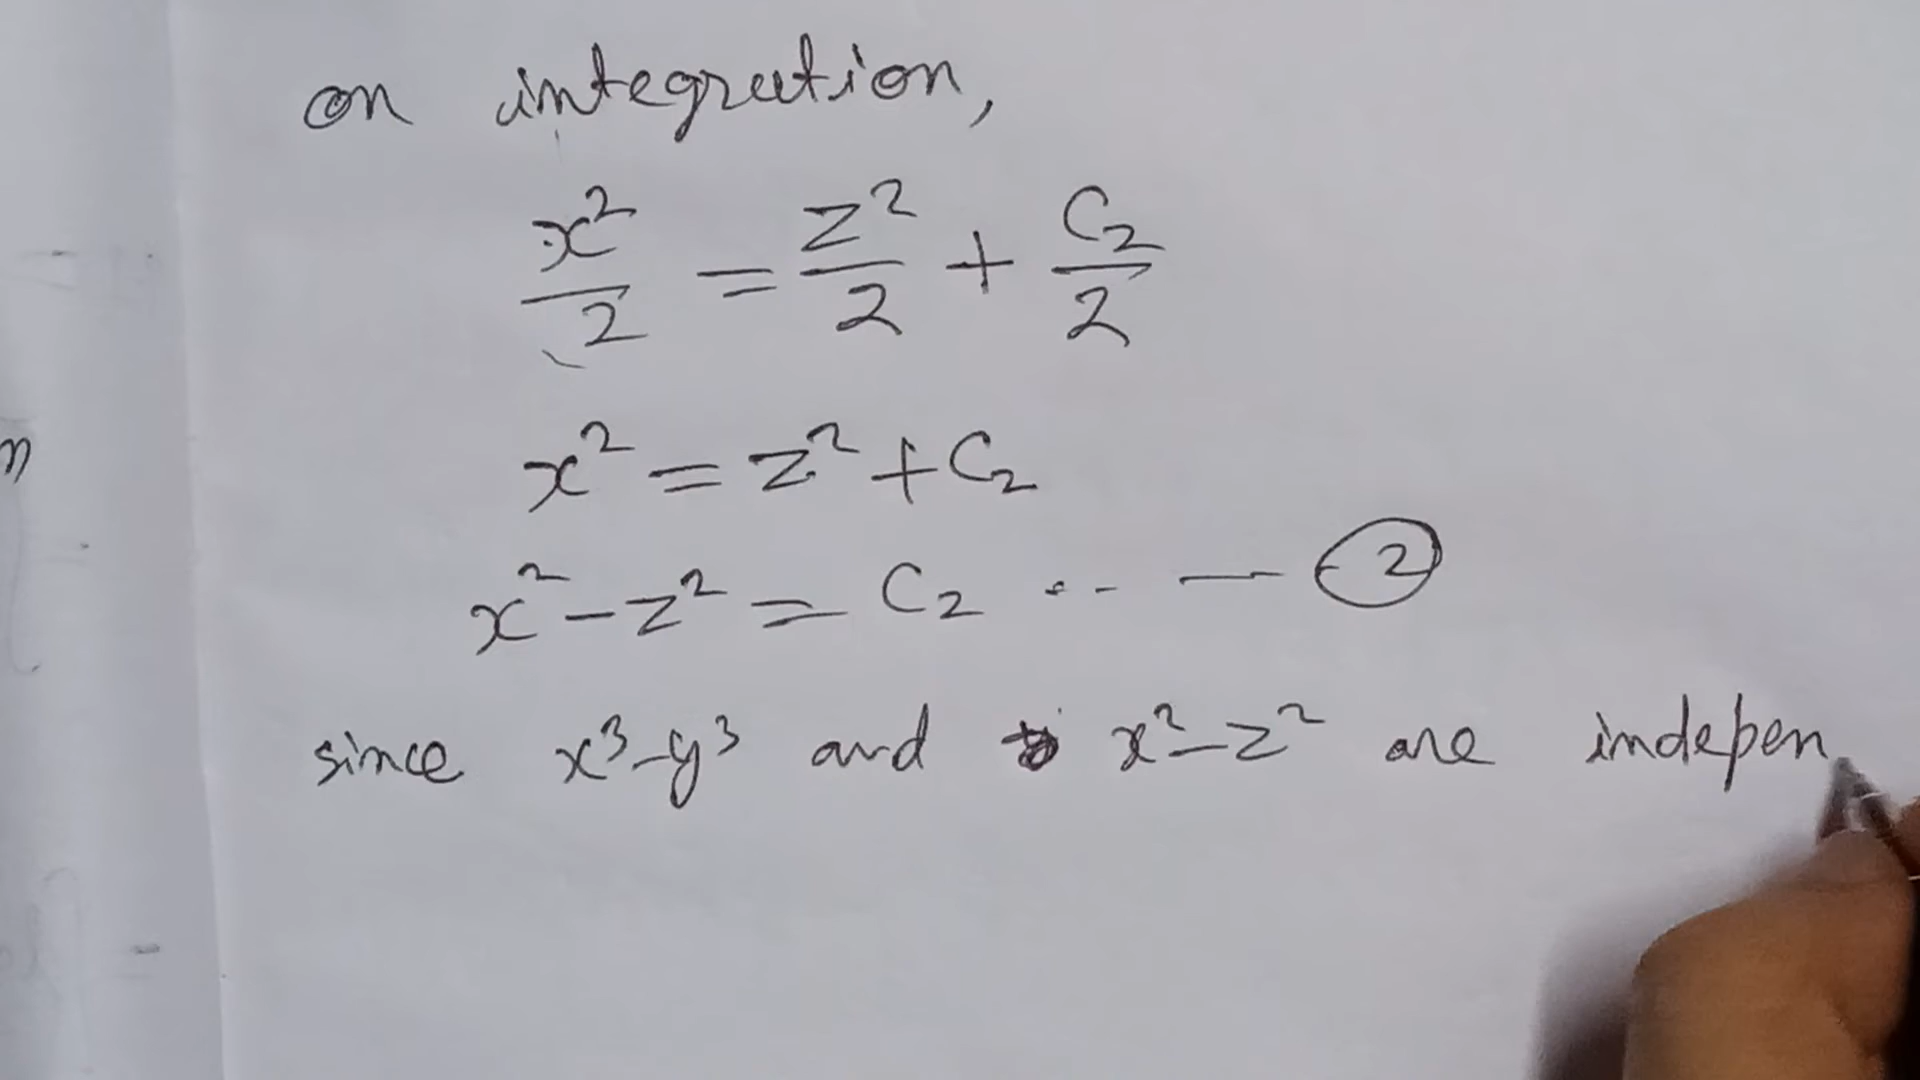 on integration,
x²/2 = z²/2 + C₂/2
x² = z² + C₂
x² - z² = C₂ .. -- — ②
since x³-y³ and x²-z² are indepen